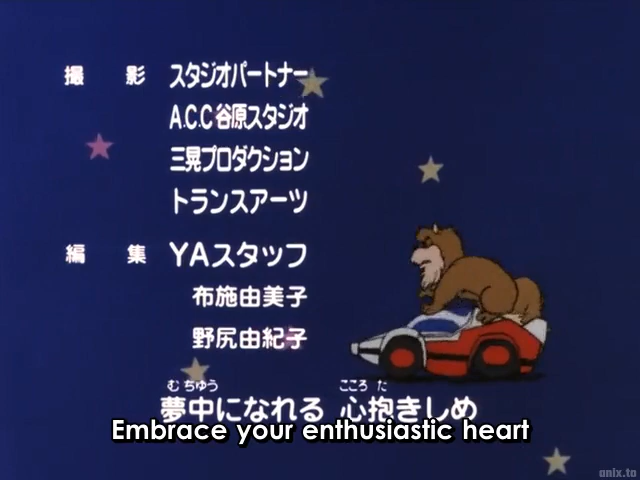 撮 影 スタジオパートナー
A.C.C谷原スタジオ
三晃プロダクション
トランスアーツ
編 集 YAスタッフ
布施由美子
野尻由紀子
むちゅう こころ だ
夢中になれる 心抱きしめ
Embrace your enthusiastic heart
anix.to